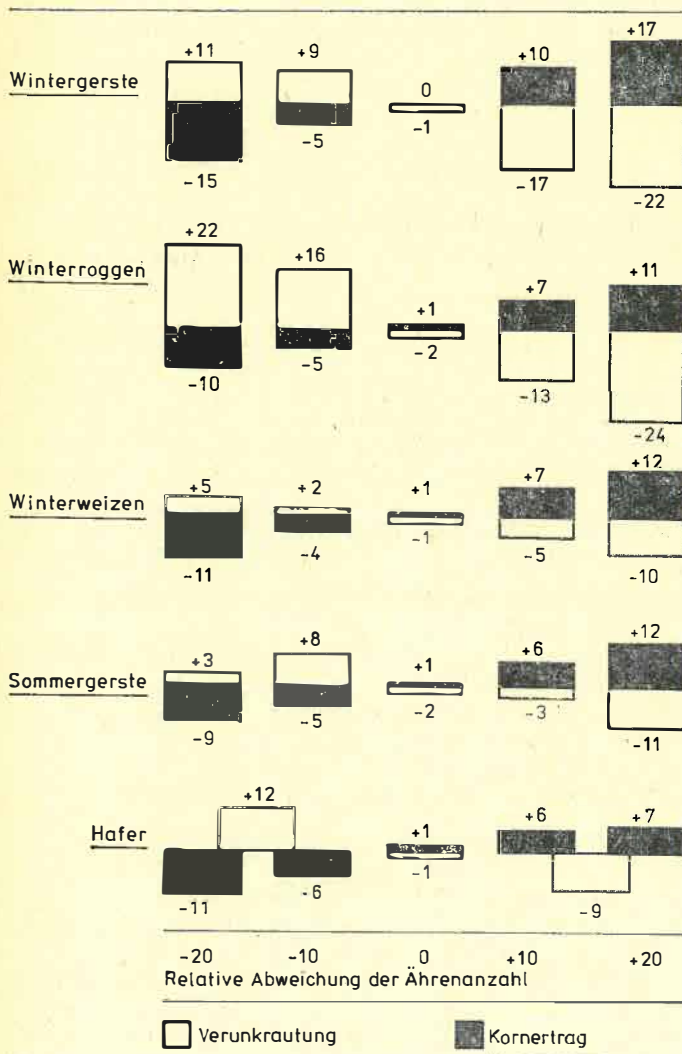 +11 +9 0 +10 +17
Wintergerste
-15 -5 -1 -17 -22
+22 +16 +1 +7 +11
Winterroggen
-10 -5 -2 -13 -24
+5 +2 +1 +7 +12
Winterweizen
-11 -4 -1 -5 -10
+3 +8 +1 +6 +12
Sommergerste
-9 -5 -2 -3 -11
+12 +1 +6 +7
Hafer
-11 -6 -1 -9
-20 -10 0 +10 +20
Relative Abweichung der Ährenanzahl
Verunkrautung Kornertrag